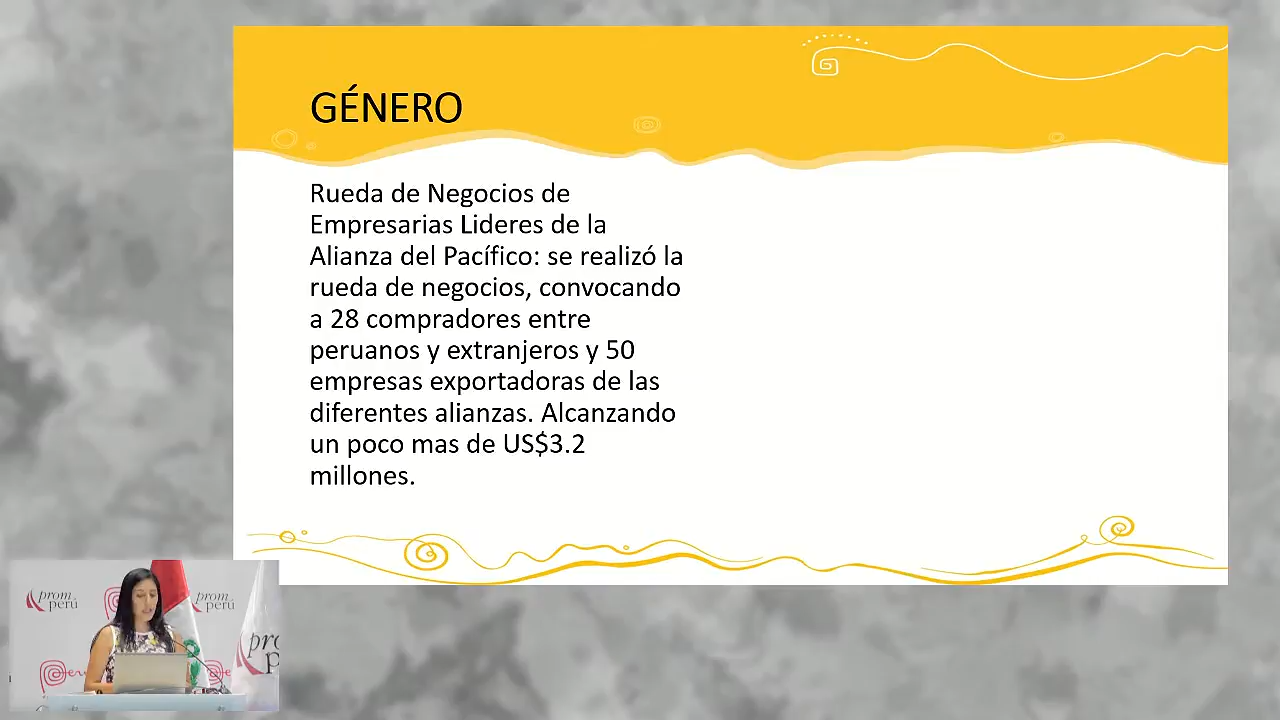 GÉNERO
Rueda de Negocios de
Empresarias Lideres de la
Alianza del Pacífico: se realizó la
rueda de negocios, convocando
a 28 compradores entre
peruanos y extranjeros y 50
empresas exportadoras de las
diferentes alianzas. Alcanzando
un poco mas de US$3.2
millones.
prom
perú
prom
perú